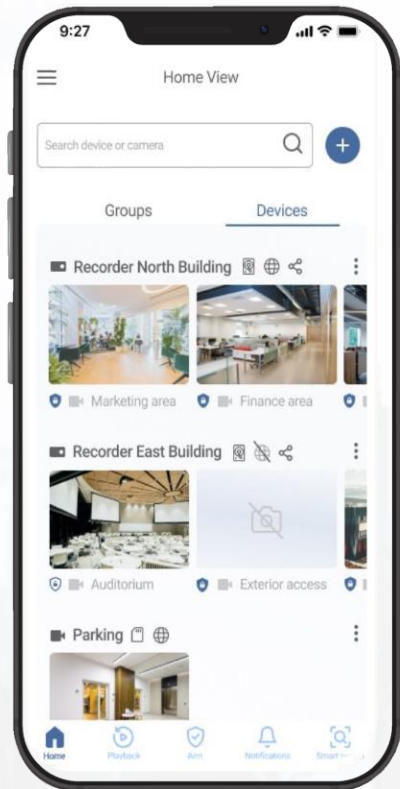 9:27
Home View
Search device or camera
Groups Devices
Recorder North Building
Marketing area Finance area
Recorder East Building
Auditorium Exterior access
Parking
Home Playback Arm Notifications Smart